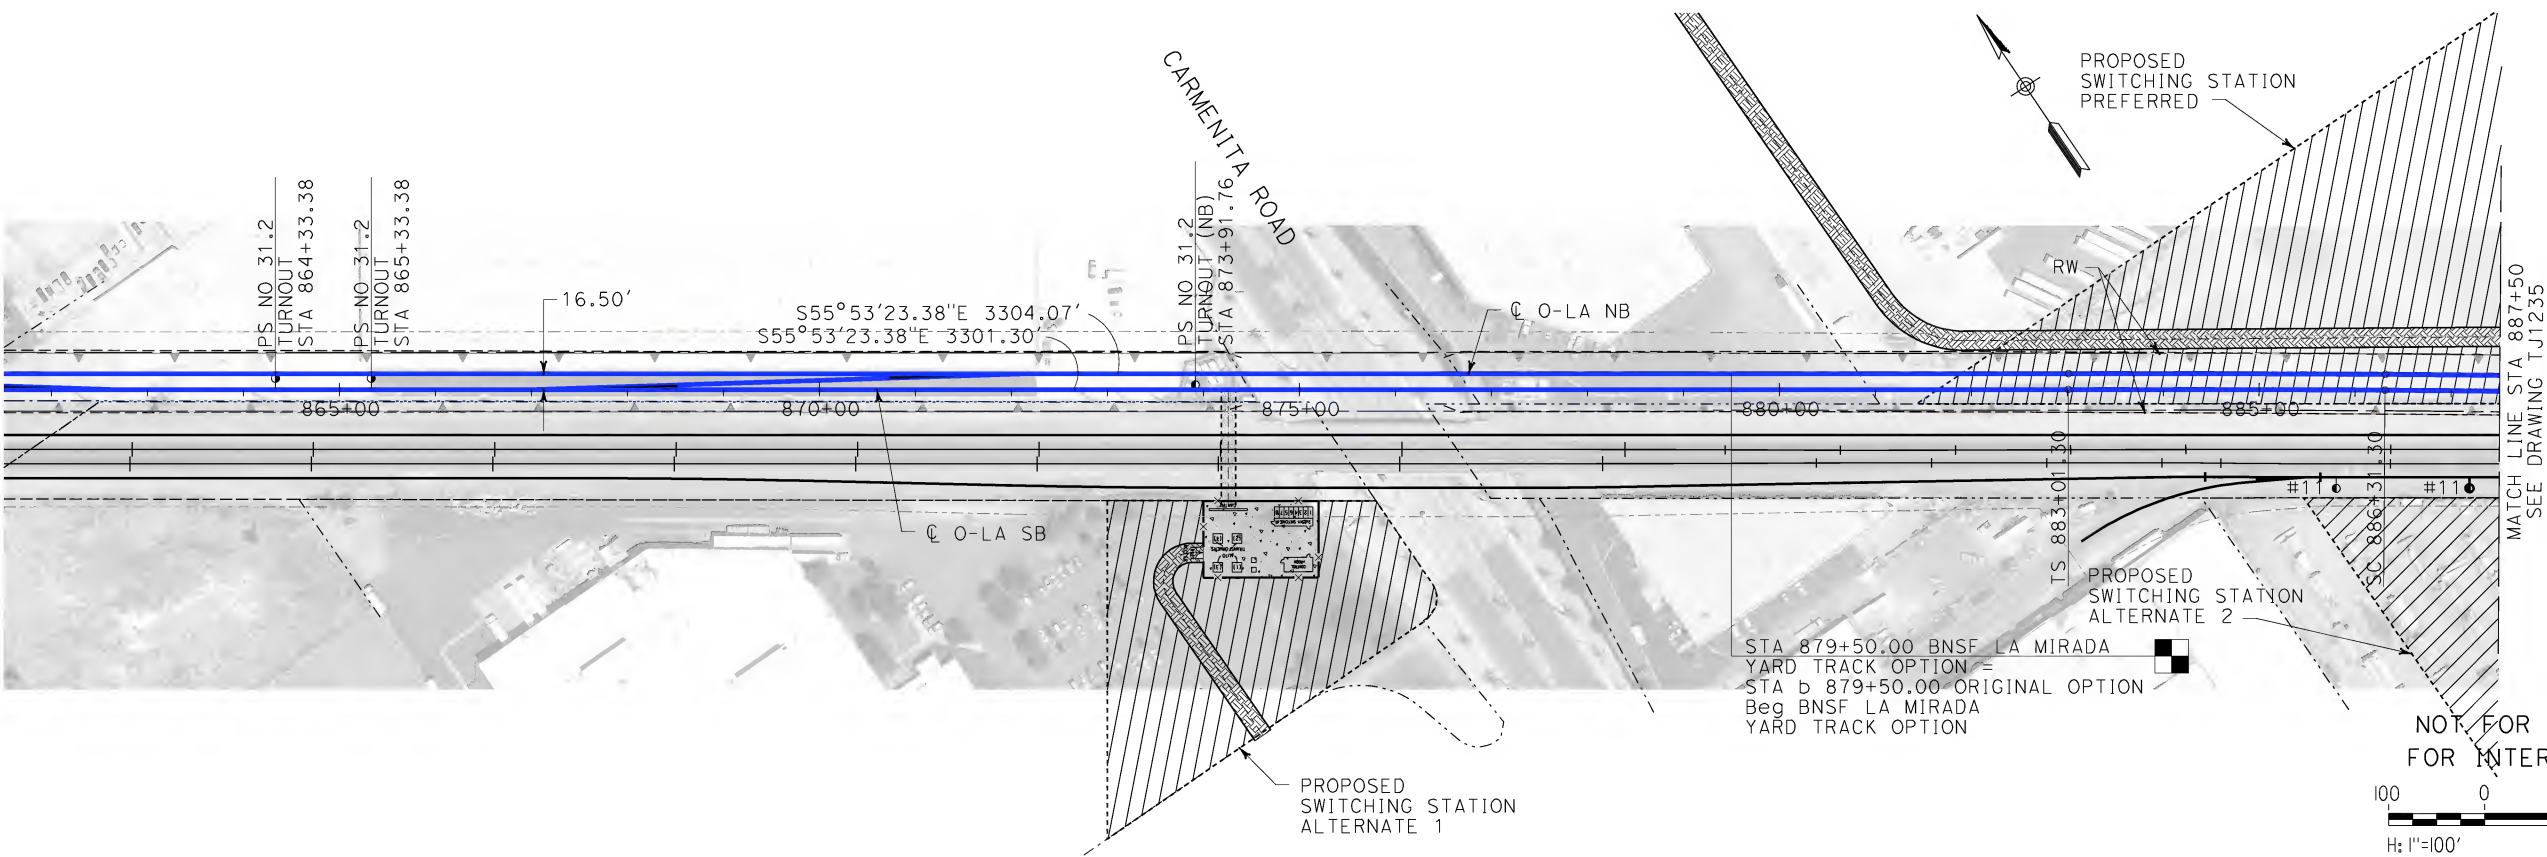 CARMENITA ROAD
PROPOSED
SWITCHING STATION
PREFERRED
PS NO 31.2
TURNOUT
STA 864+33.38
PS NO 31.2
TURNOUT
STA 865+33.38
16.50'
S55°53'23.38"E 3304.07'
S55°53'23.38"E 3301.30'
PS NO 31.2
TURNOUT (NB)
STA 873+91.76
℄ O-LA NB
RW
MATCH LINE STA 887+50
SEE DRAWING TJ1235
865+00
870+00
875+00
880+00
885+00
℄ O-LA SB
TS 883+01.30
SC 886+31.30
#11
#11
PROPOSED
SWITCHING STATION
ALTERNATE 2
STA 879+50.00 BNSF LA MIRADA
YARD TRACK OPTION =
STA b 879+50.00 ORIGINAL OPTION
Beg BNSF LA MIRADA
YARD TRACK OPTION
PROPOSED
SWITCHING STATION
ALTERNATE 1
NOT FOR
FOR INTER
100 0
H: 1"=100'